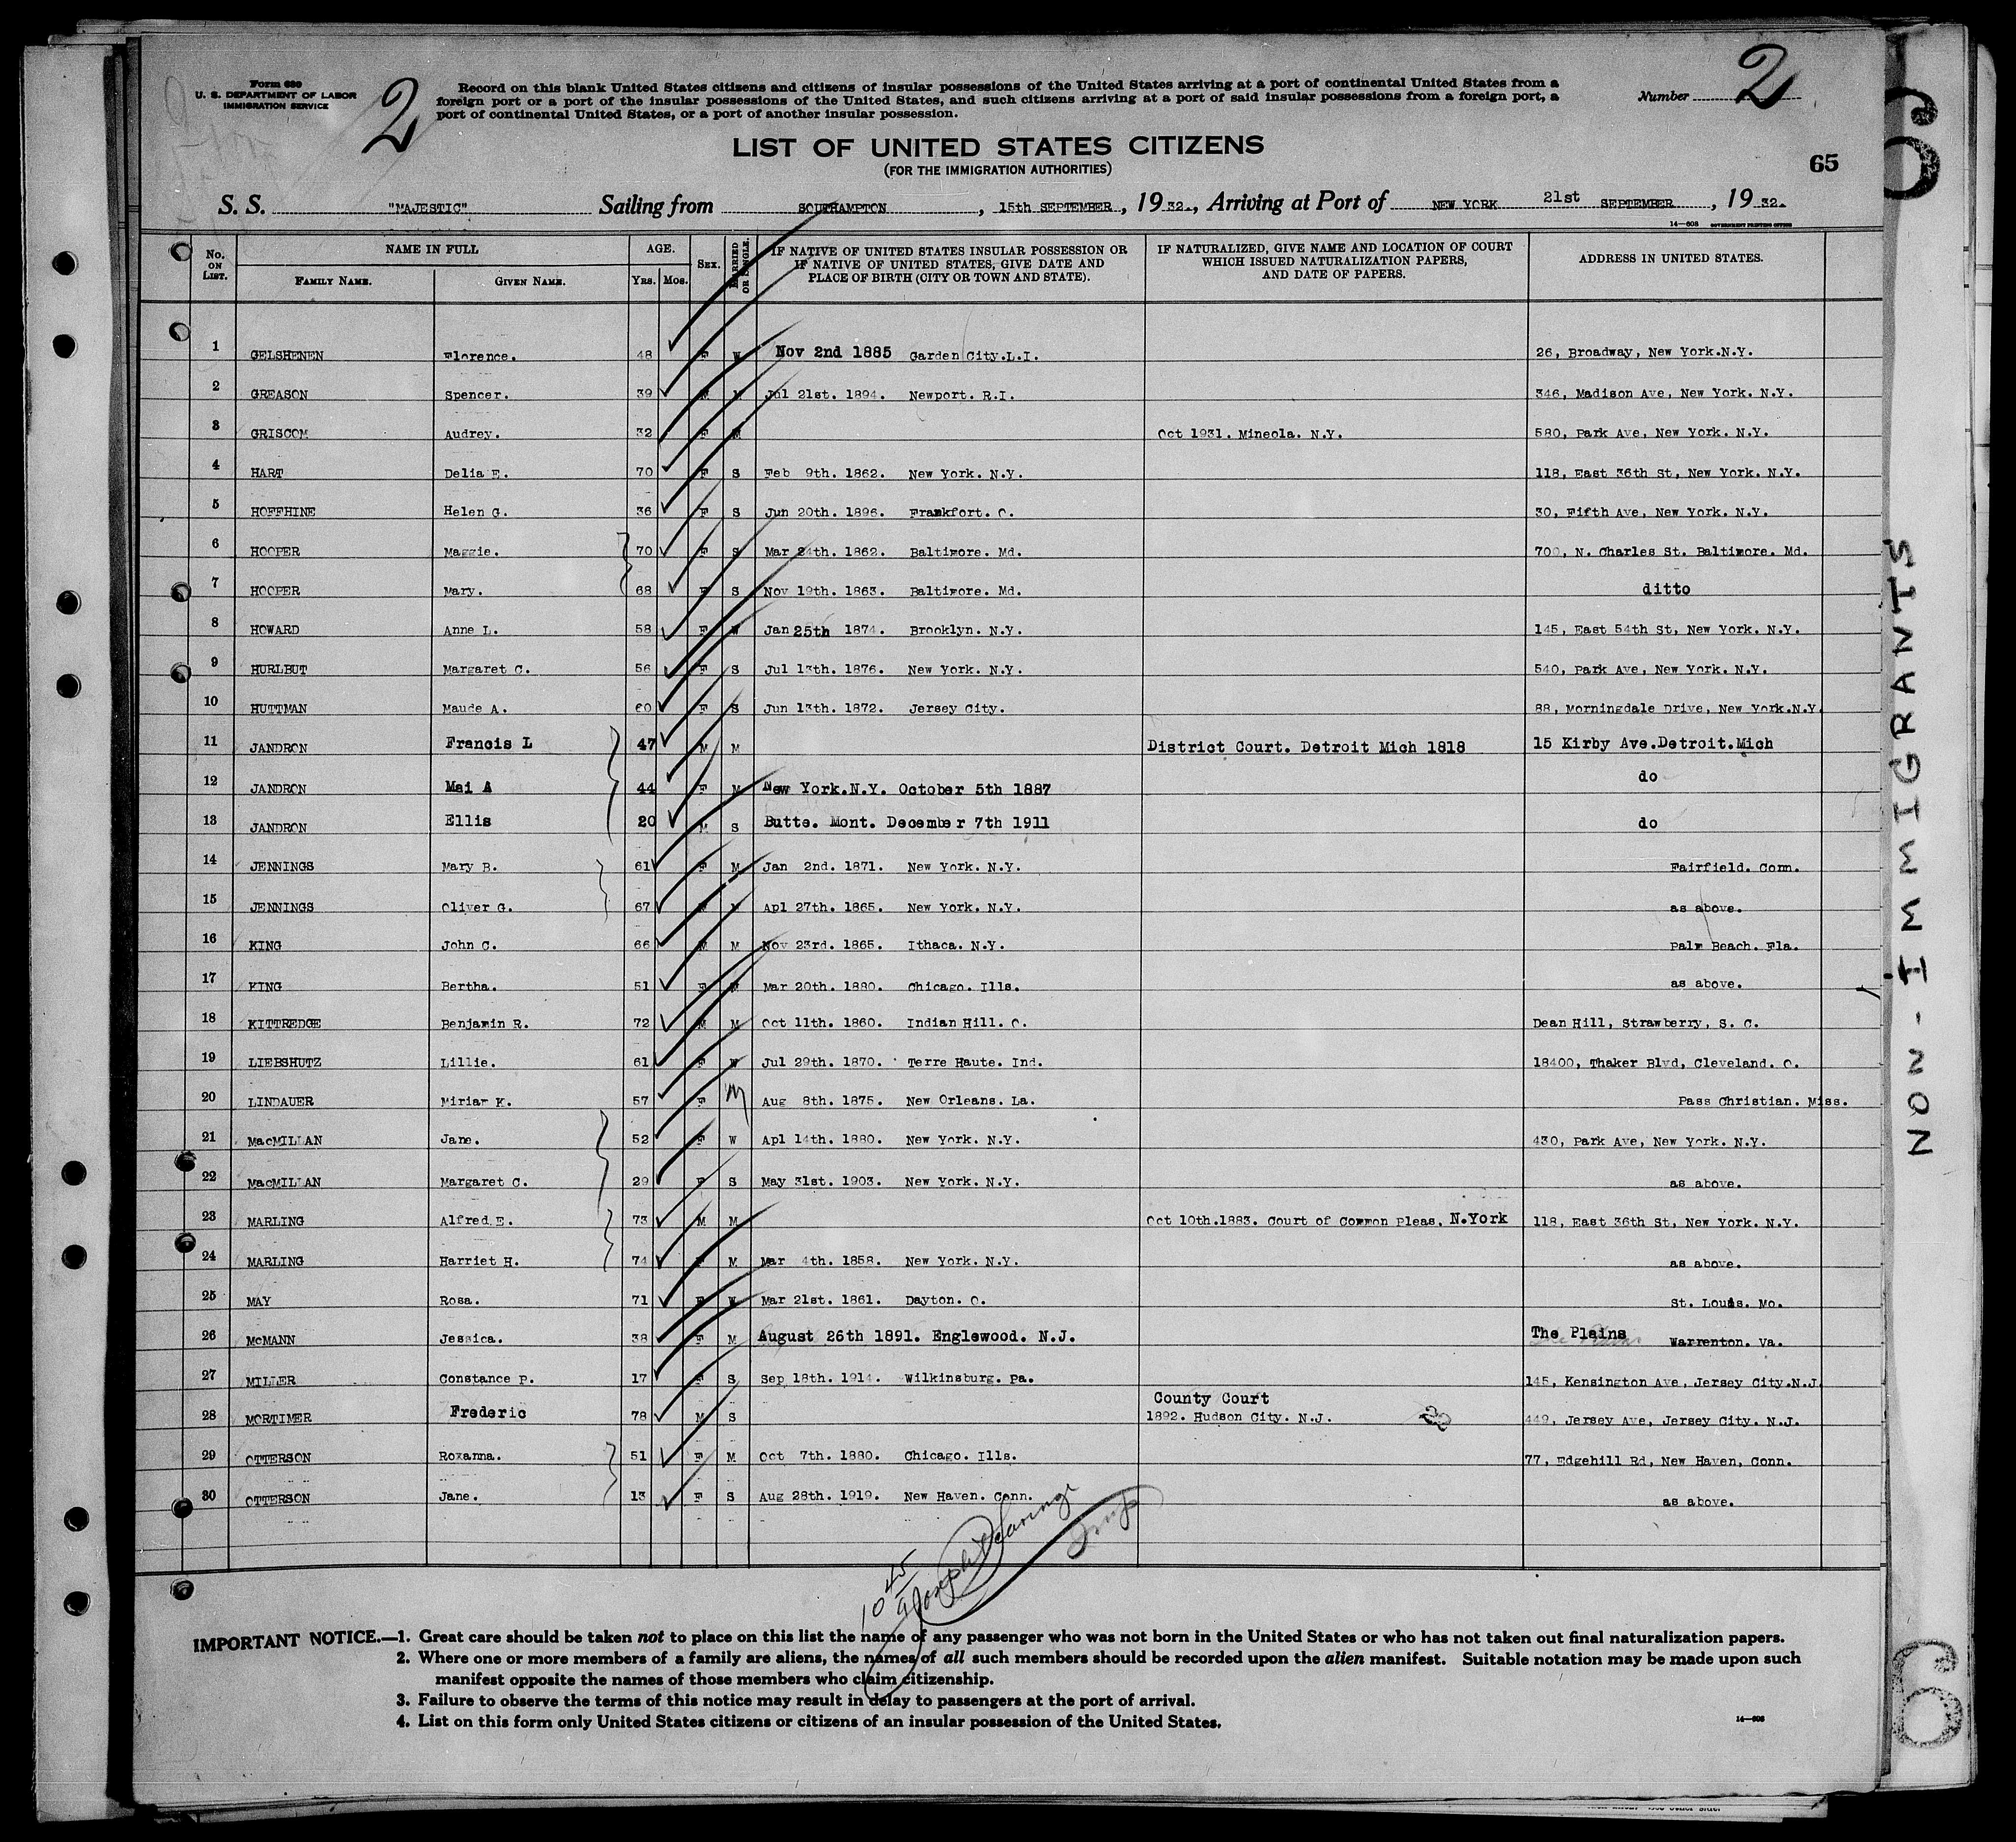 Form 630
U. S. DEPARTMENT OF LABOR
IMMIGRATION SERVICE
2
Record on this blank United States citizens and citizens of insular possessions of the United States arriving at a port of continental United States from a
foreign port or a port of the insular possessions of the United States, and such citizens arriving at a port of said insular possessions from a foreign port, a
port of continental United States, or a port of another insular possession.
Number 2
LIST OF UNITED STATES CITIZENS
(FOR THE IMMIGRATION AUTHORITIES)
65
S. S. "MAJESTIC" Sailing from SOUTHAMPTON, 15th SEPTEMBER, 19 32., Arriving at Port of NEW YORK 21st SEPTEMBER, 19 32.
14—608 GOVERNMENT PRINTING OFFICE
No. ON LIST. NAME IN FULL AGE. SEX. MARRIED OR SINGLE. IF NATIVE OF UNITED STATES INSULAR POSSESSION OR IF NATIVE OF UNITED STATES, GIVE DATE AND PLACE OF BIRTH (CITY OR TOWN AND STATE). IF NATURALIZED, GIVE NAME AND LOCATION OF COURT WHICH ISSUED NATURALIZATION PAPERS, AND DATE OF PAPERS. ADDRESS IN UNITED STATES.
FAMILY NAME. GIVEN NAME. YRS. MOS.
1 GELSHENEN Florence. 48 F W Nov 2nd 1885 Garden City.L.I. 26, Broadway, New York.N.Y.
2 GREASON Spencer. 39 M M Jul 21st. 1894. Newport. R.I. 346, Madison Ave, New York. N.Y.
3 GRISCOM Audrey. 32 F M Oct 1931. Mineola. N.Y. 580, Park Ave, New York. N.Y.
4 HART Delia E. 70 F S Feb 9th. 1862. New York. N.Y. 118, East 36th St, New York. N.Y.
5 HOFFHINE Helen G. 36 F S Jun 20th. 1896. Frankfort. O. 30, Fifth Ave, New York. N.Y.
6 HOOPER Maggie. 70 F S Mar 24th. 1862. Baltimore. Md. 700, N. Charles St. Baltimore. Md.
7 HOOPER Mary. 68 F S Nov 19th. 1863. Baltimore. Md. ditto
8 HOWARD Anne L. 58 F W Jan 25th 1874. Brooklyn. N.Y. 145, East 54th St, New York. N.Y.
9 HURLBUT Margaret C. 56 F S Jul 13th. 1876. New York. N.Y. 540, Park Ave, New York. N.Y.
10 HUTTMAN Maude A. 60 F S Jun 13th. 1872. Jersey City. 88, Morningdale Drive, New York.N.Y.
11 JANDRON Francis L 47 M M District Court. Detroit Mich 1818 15 Kirby Ave.Detroit.Mich
12 JANDRON Mai A 44 F M New York.N.Y. October 5th 1887 do
13 JANDRON Ellis 20 M S Butte. Mont. December 7th 1911 do
14 JENNINGS Mary B. 61 F M Jan 2nd. 1871. New York. N.Y. Fairfield. Conn.
15 JENNINGS Oliver G. 67 M M Apl 27th. 1865. New York. N.Y. as above.
16 KING John C. 66 M M Nov 23rd. 1865. Ithaca. N.Y. Palm Beach. Fla.
17 KING Bertha. 51 F M Mar 20th. 1880. Chicago. Ills. as above.
18 KITTREDGE Benjamin R. 72 M M Oct 11th. 1860. Indian Hill. O. Dean Hill, Strawberry, S. C.
19 LIEBSHUTZ Lillie. 61 F W Jul 29th. 1870. Terre Haute. Ind. 18400, Thaker Blvd, Cleveland. O.
20 LINDAUER Miriam K. 57 F M Aug 8th. 1875. New Orleans. La. Pass Christian. Miss.
21 MacMILLAN Jane. 52 F W Apl 14th. 1880. New York. N.Y. 430, Park Ave, New York. N.Y.
22 MacMILLAN Margaret C. 29 F S May 31st. 1903. New York. N.Y. as above.
23 MARLING Alfred E. 73 M M Oct 10th.1883. Court of Common Pleas, N.York 118, East 36th St, New York. N.Y.
24 MARLING Harriet H. 74 F M Mar 4th. 1858. New York. N.Y. as above.
25 MAY Rosa. 71 F W Mar 21st. 1861. Dayton. O. St. Louis. Mo.
26 McMANN Jessica. 38 F M August 26th 1891. Englewood. N.J. The Plains Warrenton. Va.
27 MILLER Constance P. 17 F S Sep 18th. 1914. Wilkinsburg. Pa. 145, Kensington Ave, Jersey City.N.J.
28 MORTIMER Frederic 78 M S County Court 1892. Hudson City. N.J. 449, Jersey Ave, Jersey City. N.J.
29 OTTERSON Roxanna. 51 F M Oct 7th. 1880. Chicago. Ills. 77, Edgehill Rd, New Haven, Conn.
30 OTTERSON Jane. 13 F S Aug 28th. 1919. New Haven. Conn. as above.
10 45
IMPORTANT NOTICE.—1. Great care should be taken not to place on this list the name of any passenger who was not born in the United States or who has not taken out final naturalization papers.
2. Where one or more members of a family are aliens, the names of all such members should be recorded upon the alien manifest. Suitable notation may be made upon such
manifest opposite the names of those members who claim citizenship.
3. Failure to observe the terms of this notice may result in delay to passengers at the port of arrival.
4. List on this form only United States citizens or citizens of an insular possession of the United States.
14—608
NON-IMMIGRANTS
6
6